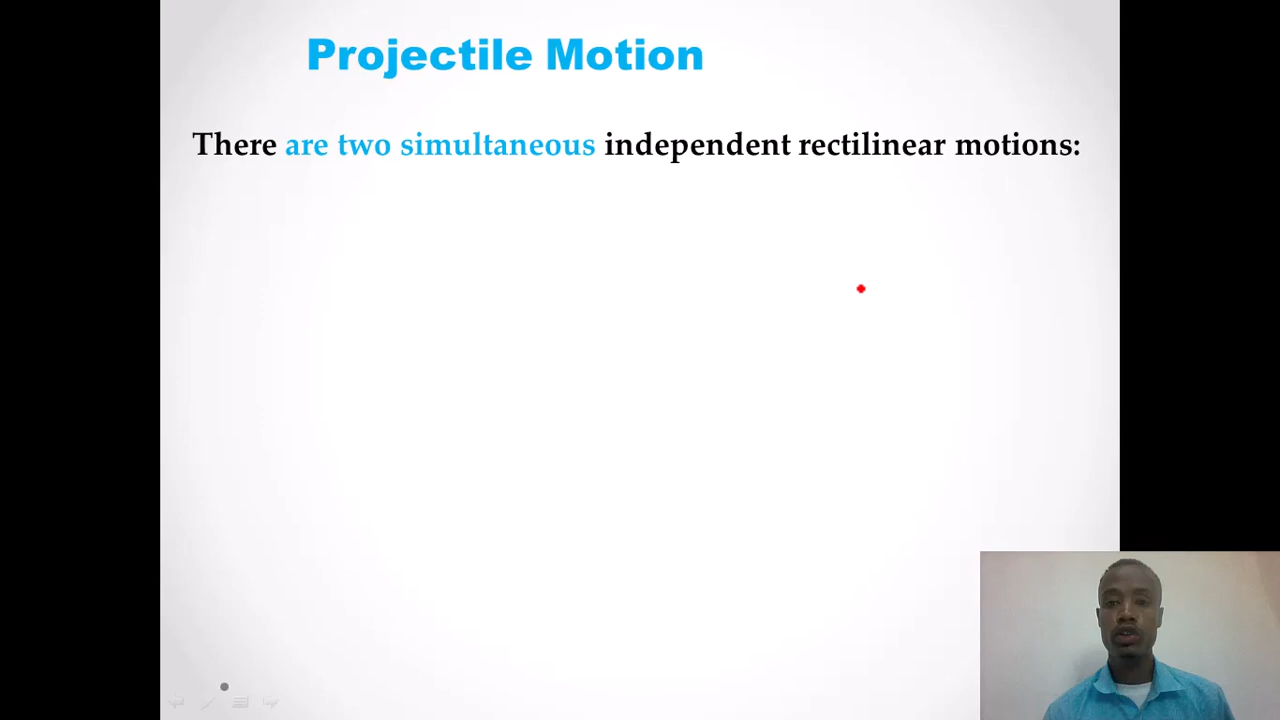 Projectile Motion
There are two simultaneous independent rectilinear motions: